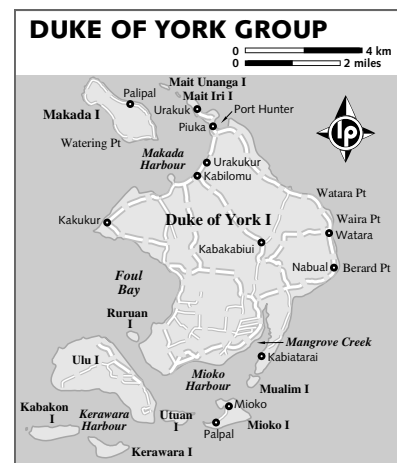 DUKE OF YORK GROUP
0 4 km
0 2 miles
Mait Unanga I
Mait Iri I
Palipal
Urakuk
Port Hunter
Makada I
Piuka
lp
Watering Pt
Makada
Harbour
Urakukur
Kabilomu
Watara Pt
Kakukur
Duke of York I
Waira Pt
Watara
Kabakabiui
Nabual
Berard Pt
Foul
Bay
Ruruan
I
Mangrove Creek
Ulu I
Kabiatarai
Mioko
Harbour
Mualim I
Kabakon
I
Kerawara
Harbour
Utuan
I
Mioko
Palpal
Mioko I
Kerawara I